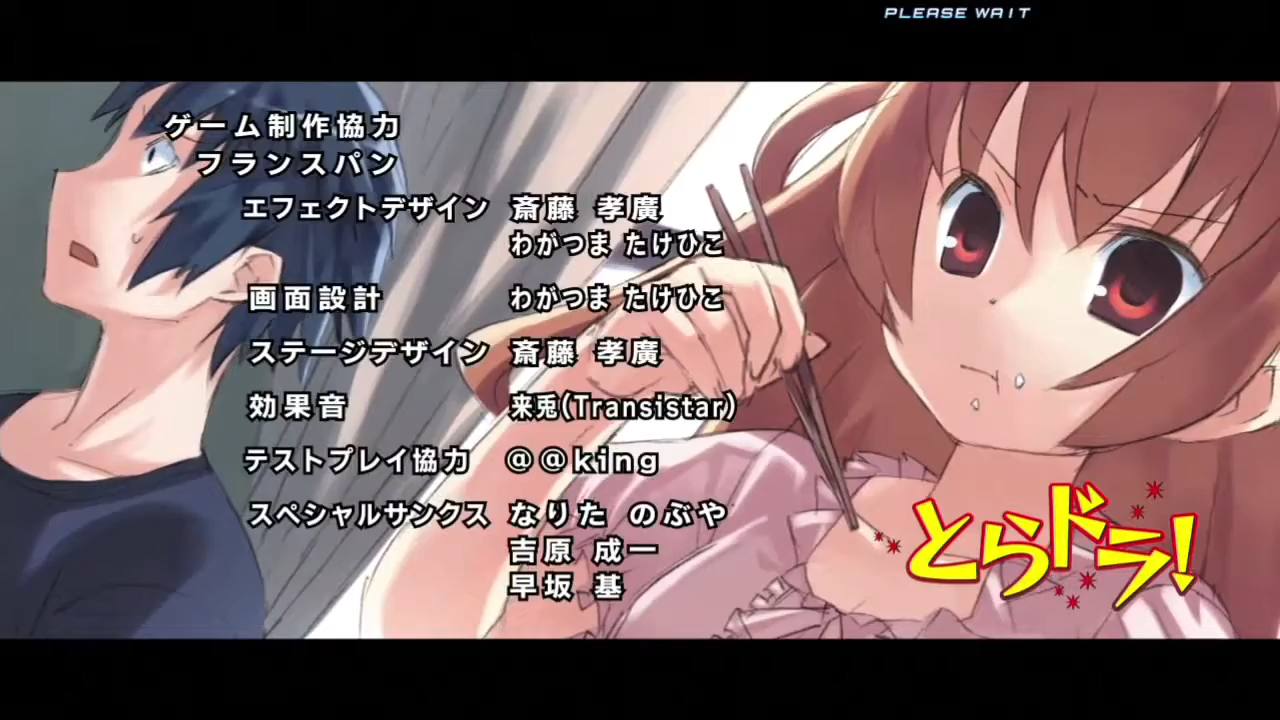 PLEASE WAIT
ゲーム制作協力
フランスパン
エフェクトデザイン 斎藤 孝廣
わがつま たけひこ
画面設計 わがつま たけひこ
ステージデザイン 斎藤 孝廣
効果音 来兎(Transistar)
テストプレイ協力 @@king
スペシャルサンクス なりた のぶや
吉原 成一
早坂 基
とらドラ!